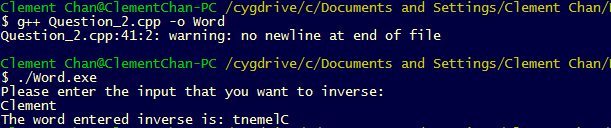 Clement Chan@ClementChan-PC /cygdrive/c/Documents and Settings/Clement Chan/
$ g++ Question_2.cpp -o Word
Question_2.cpp:41:2: warning: no newline at end of file
Clement Chan@ClementChan-PC /cygdrive/c/Documents and Settings/Clement Chan/
$ ./Word.exe
Please enter the input that you want to inverse:
Clement
The word entered inverse is: tnemelC